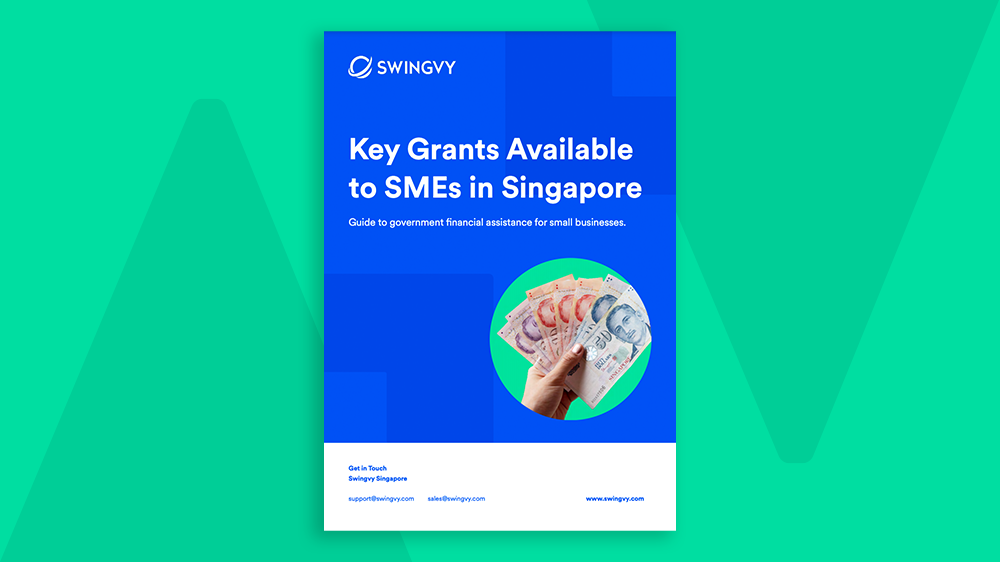 SWINGVY
Key Grants Available
to SMEs in Singapore
Guide to government financial assistance for small businesses.
50
Get in Touch
Swingvy Singapore
support@swingvy.com sales@swingvy.com www.swingvy.com